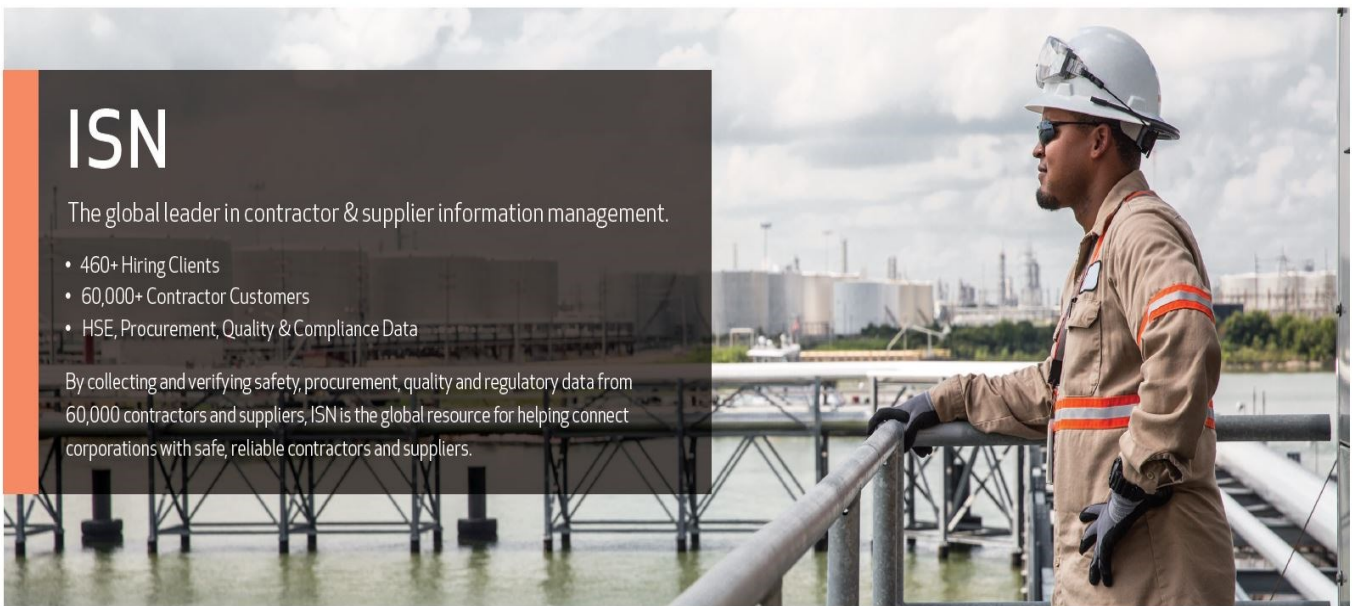 ISN
The global leader in contractor & supplier information management.
• 460+ Hiring Clients
• 60,000+ Contractor Customers
• HSE, Procurement, Quality & Compliance Data
By collecting and verifying safety, procurement, quality and regulatory data from
60,000 contractors and suppliers, ISN is the global resource for helping connect
corporations with safe, reliable contractors and suppliers.